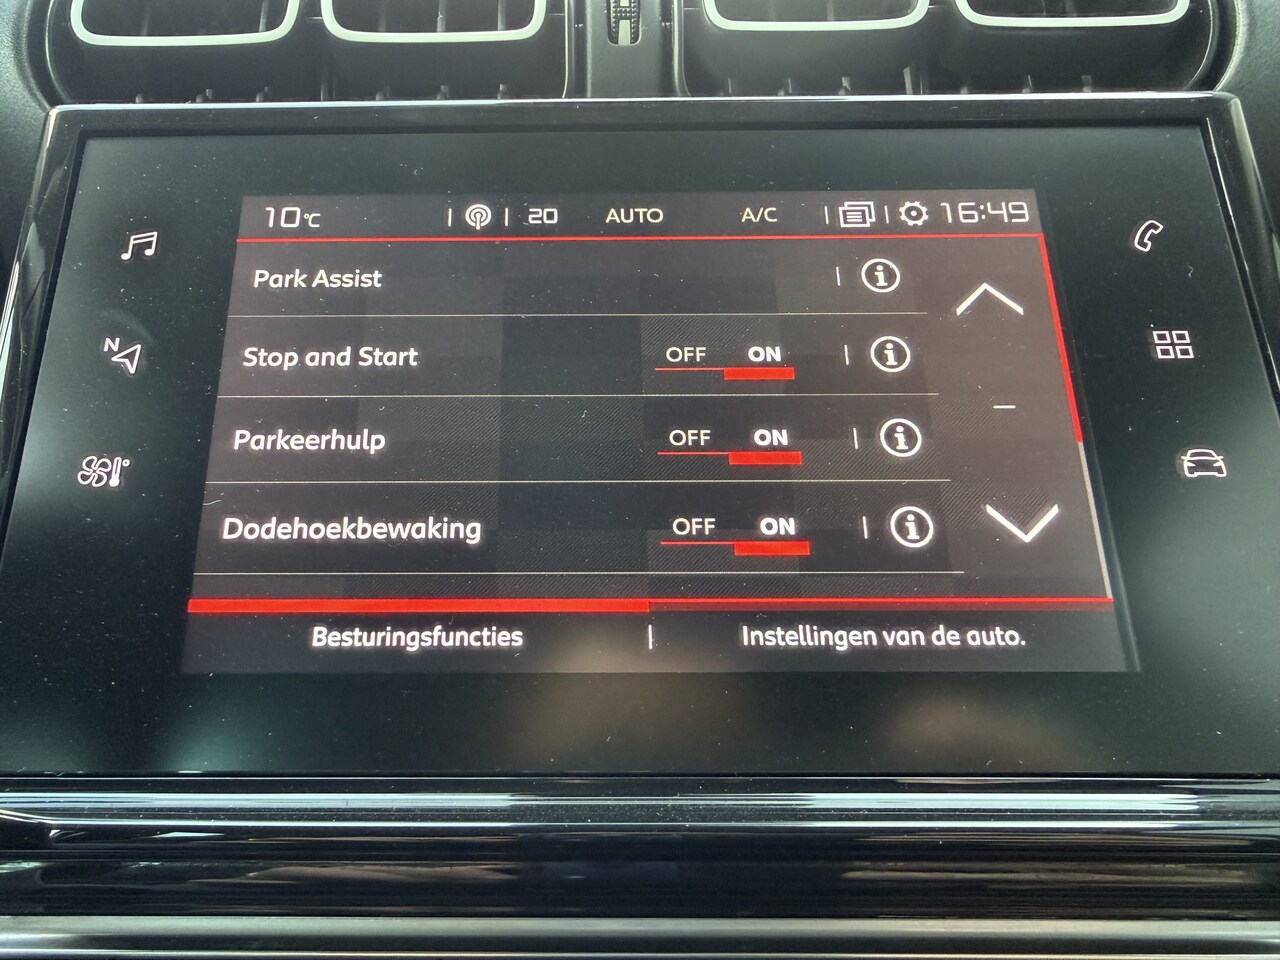 10°C 20 AUTO A/C 16:49
Park Assist
Stop and Start OFF ON
N
Parkeerhulp OFF ON
Dodehoekbewaking OFF ON
Besturingsfuncties Instellingen van de auto.